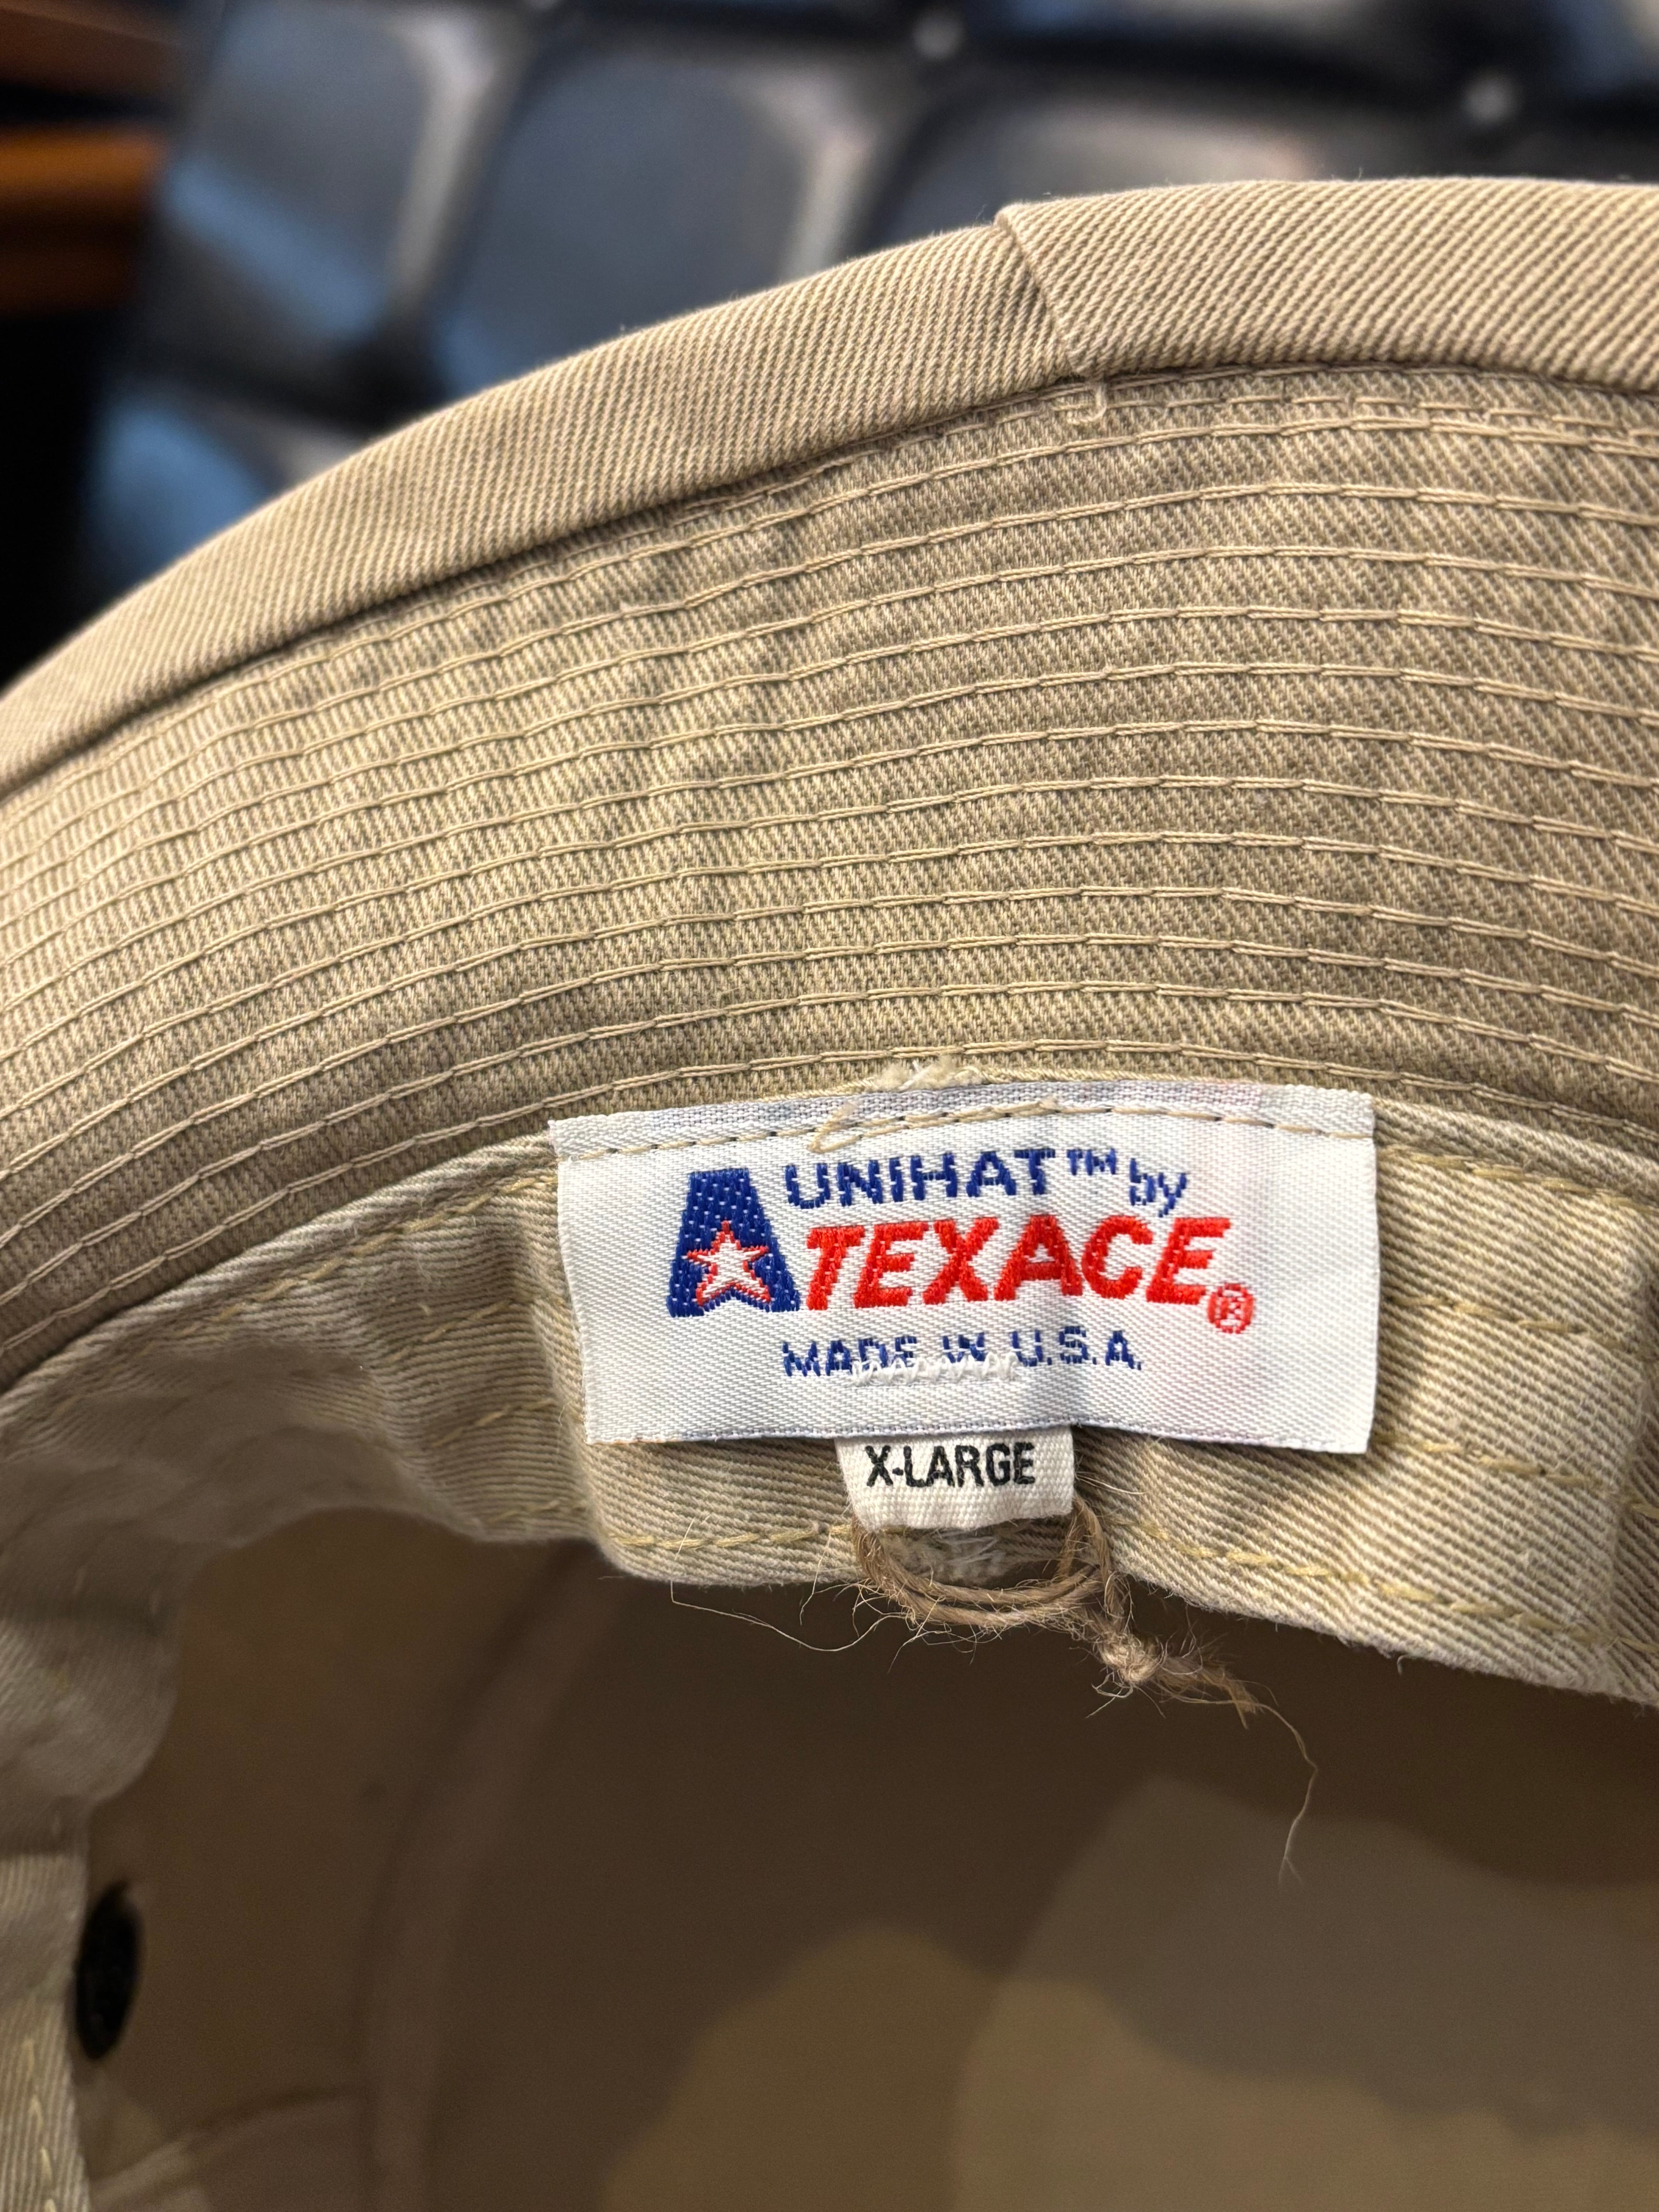 UNIHAT™ by
TEXACE®
MADE IN U.S.A.
X-LARGE